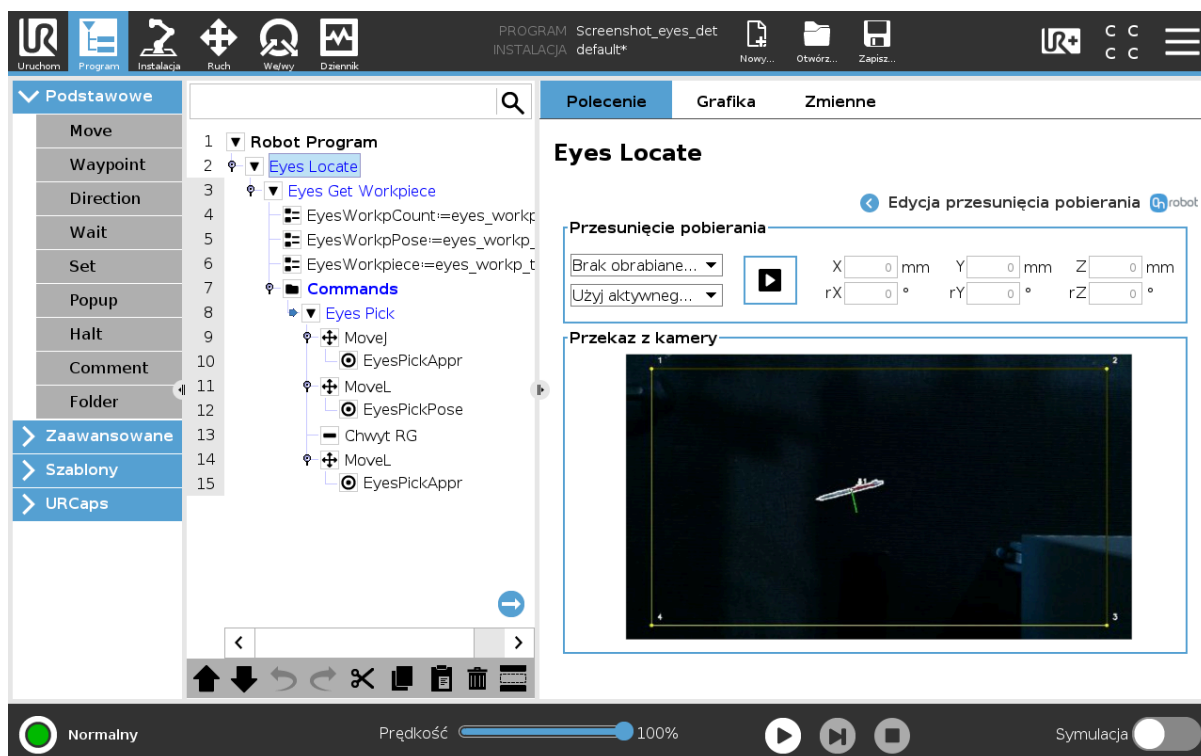 PROGRAM Screenshot_eyes_det
INSTALACJA default*
Uruchom Program Instalacja Ruch We/wy Dziennik Nowy... Otwórz... Zapisz...
UR+
C C
C C
Podstawowe
Move
Waypoint
Direction
Wait
Set
Popup
Halt
Comment
Folder
Zaawansowane
Szablony
URCaps
1 Robot Program
2 Eyes Locate
3 Eyes Get Workpiece
4 EyesWorkpCount≔eyes_workp
5 EyesWorkpPose≔eyes_workp_
6 EyesWorkpiece≔eyes_workp_t
7 Commands
8 Eyes Pick
9 MoveJ
10 EyesPickAppr
11 MoveL
12 EyesPickPose
13 Chwyt RG
14 MoveL
15 EyesPickAppr
Polecenie Grafika Zmienne
Eyes Locate
Edycja przesunięcia pobierania OnRobot
Przesunięcie pobierania
Brak obrabiane... X 0 mm Y 0 mm Z 0 mm
Użyj aktywneg... rX 0 ° rY 0 ° rZ 0 °
Przekaz z kamery
1 2
4 3
Normalny Prędkość 100% Symulacja